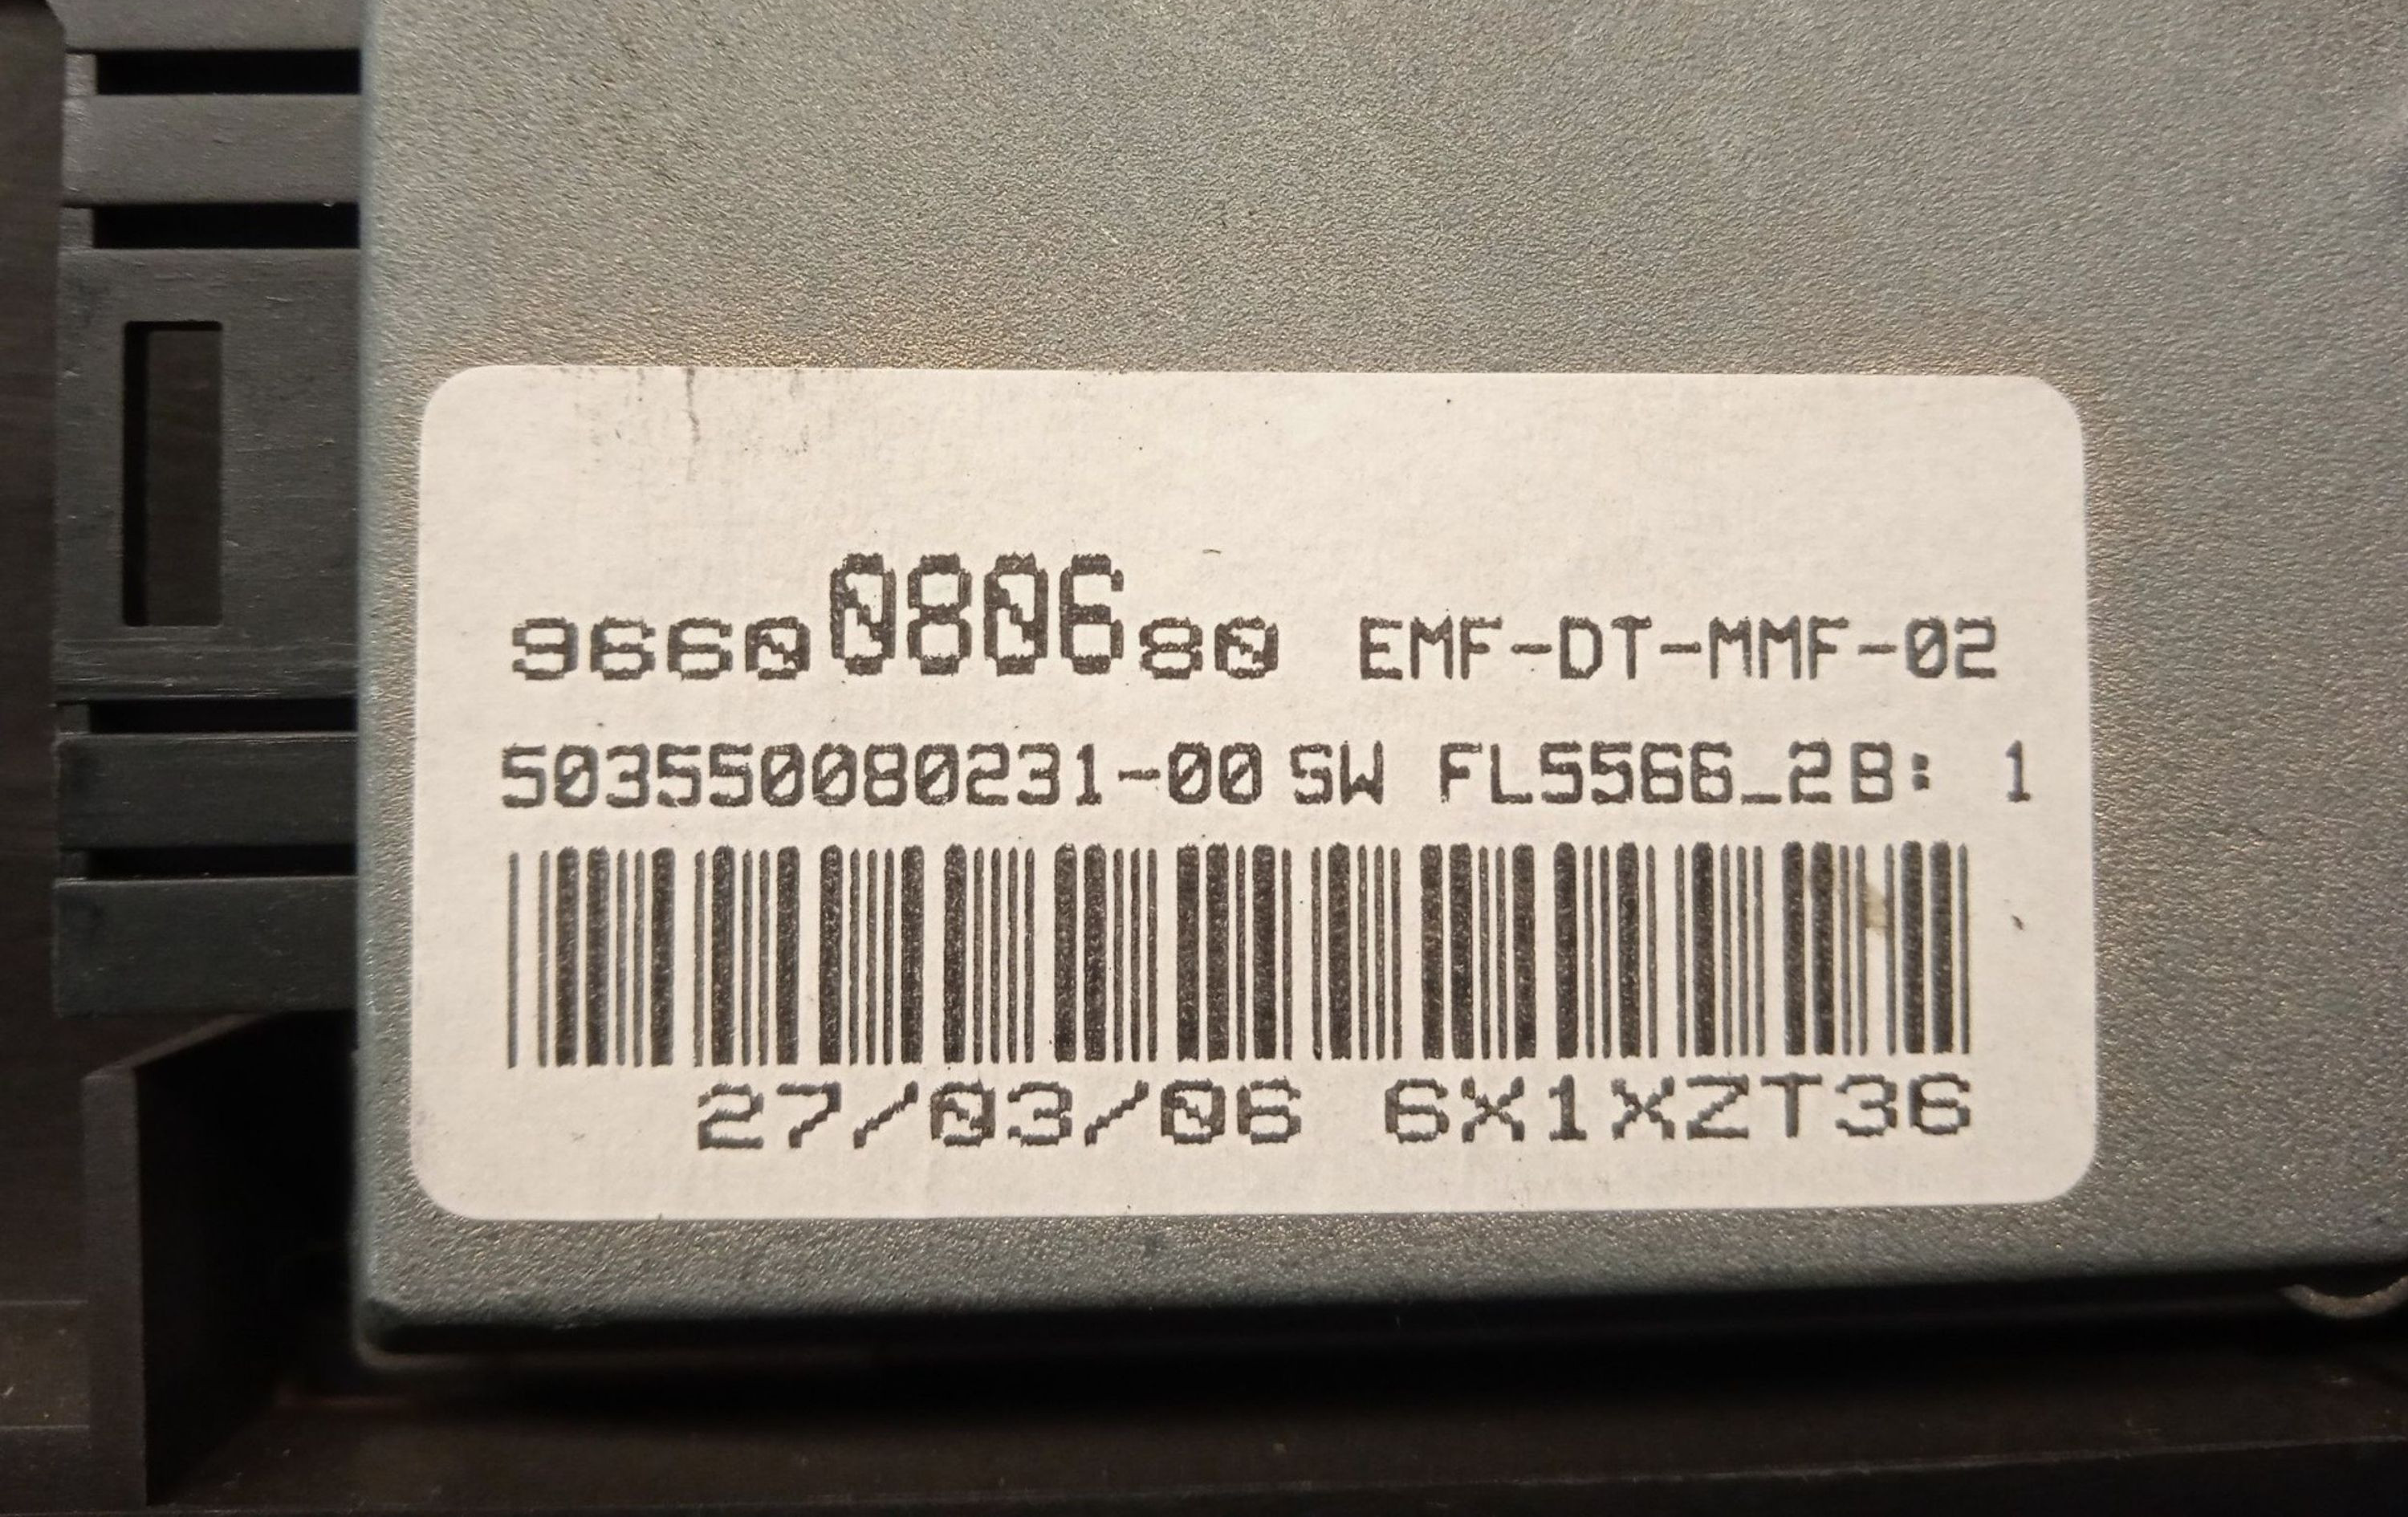 9660080680 EMF-DT-MMF-02
503550080231-00 SW FL5566_2B: 1
27/03/06 6X1XZT36